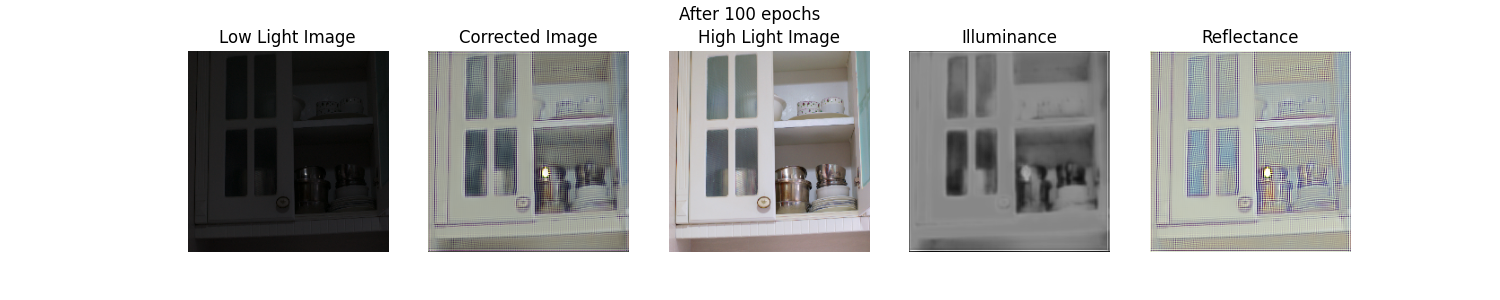 After 100 epochs
Low Light Image
Corrected Image
High Light Image
Illuminance
Reflectance